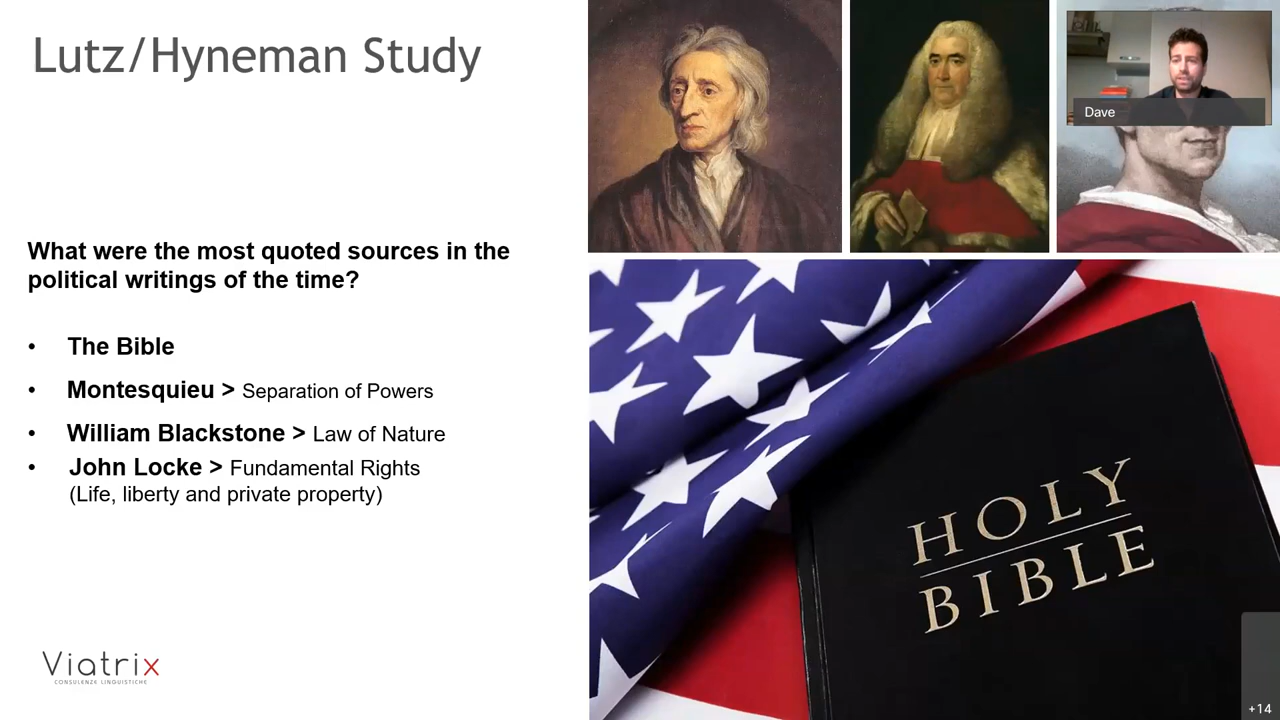 Lutz/Hyneman Study
Dave
What were the most quoted sources in the
political writings of the time?
• The Bible
• Montesquieu > Separation of Powers
• William Blackstone > Law of Nature
• John Locke > Fundamental Rights
(Life, liberty and private property)
HOLY
BIBLE
Viatrix
CONSULENZE LINGUISTICHE
+14